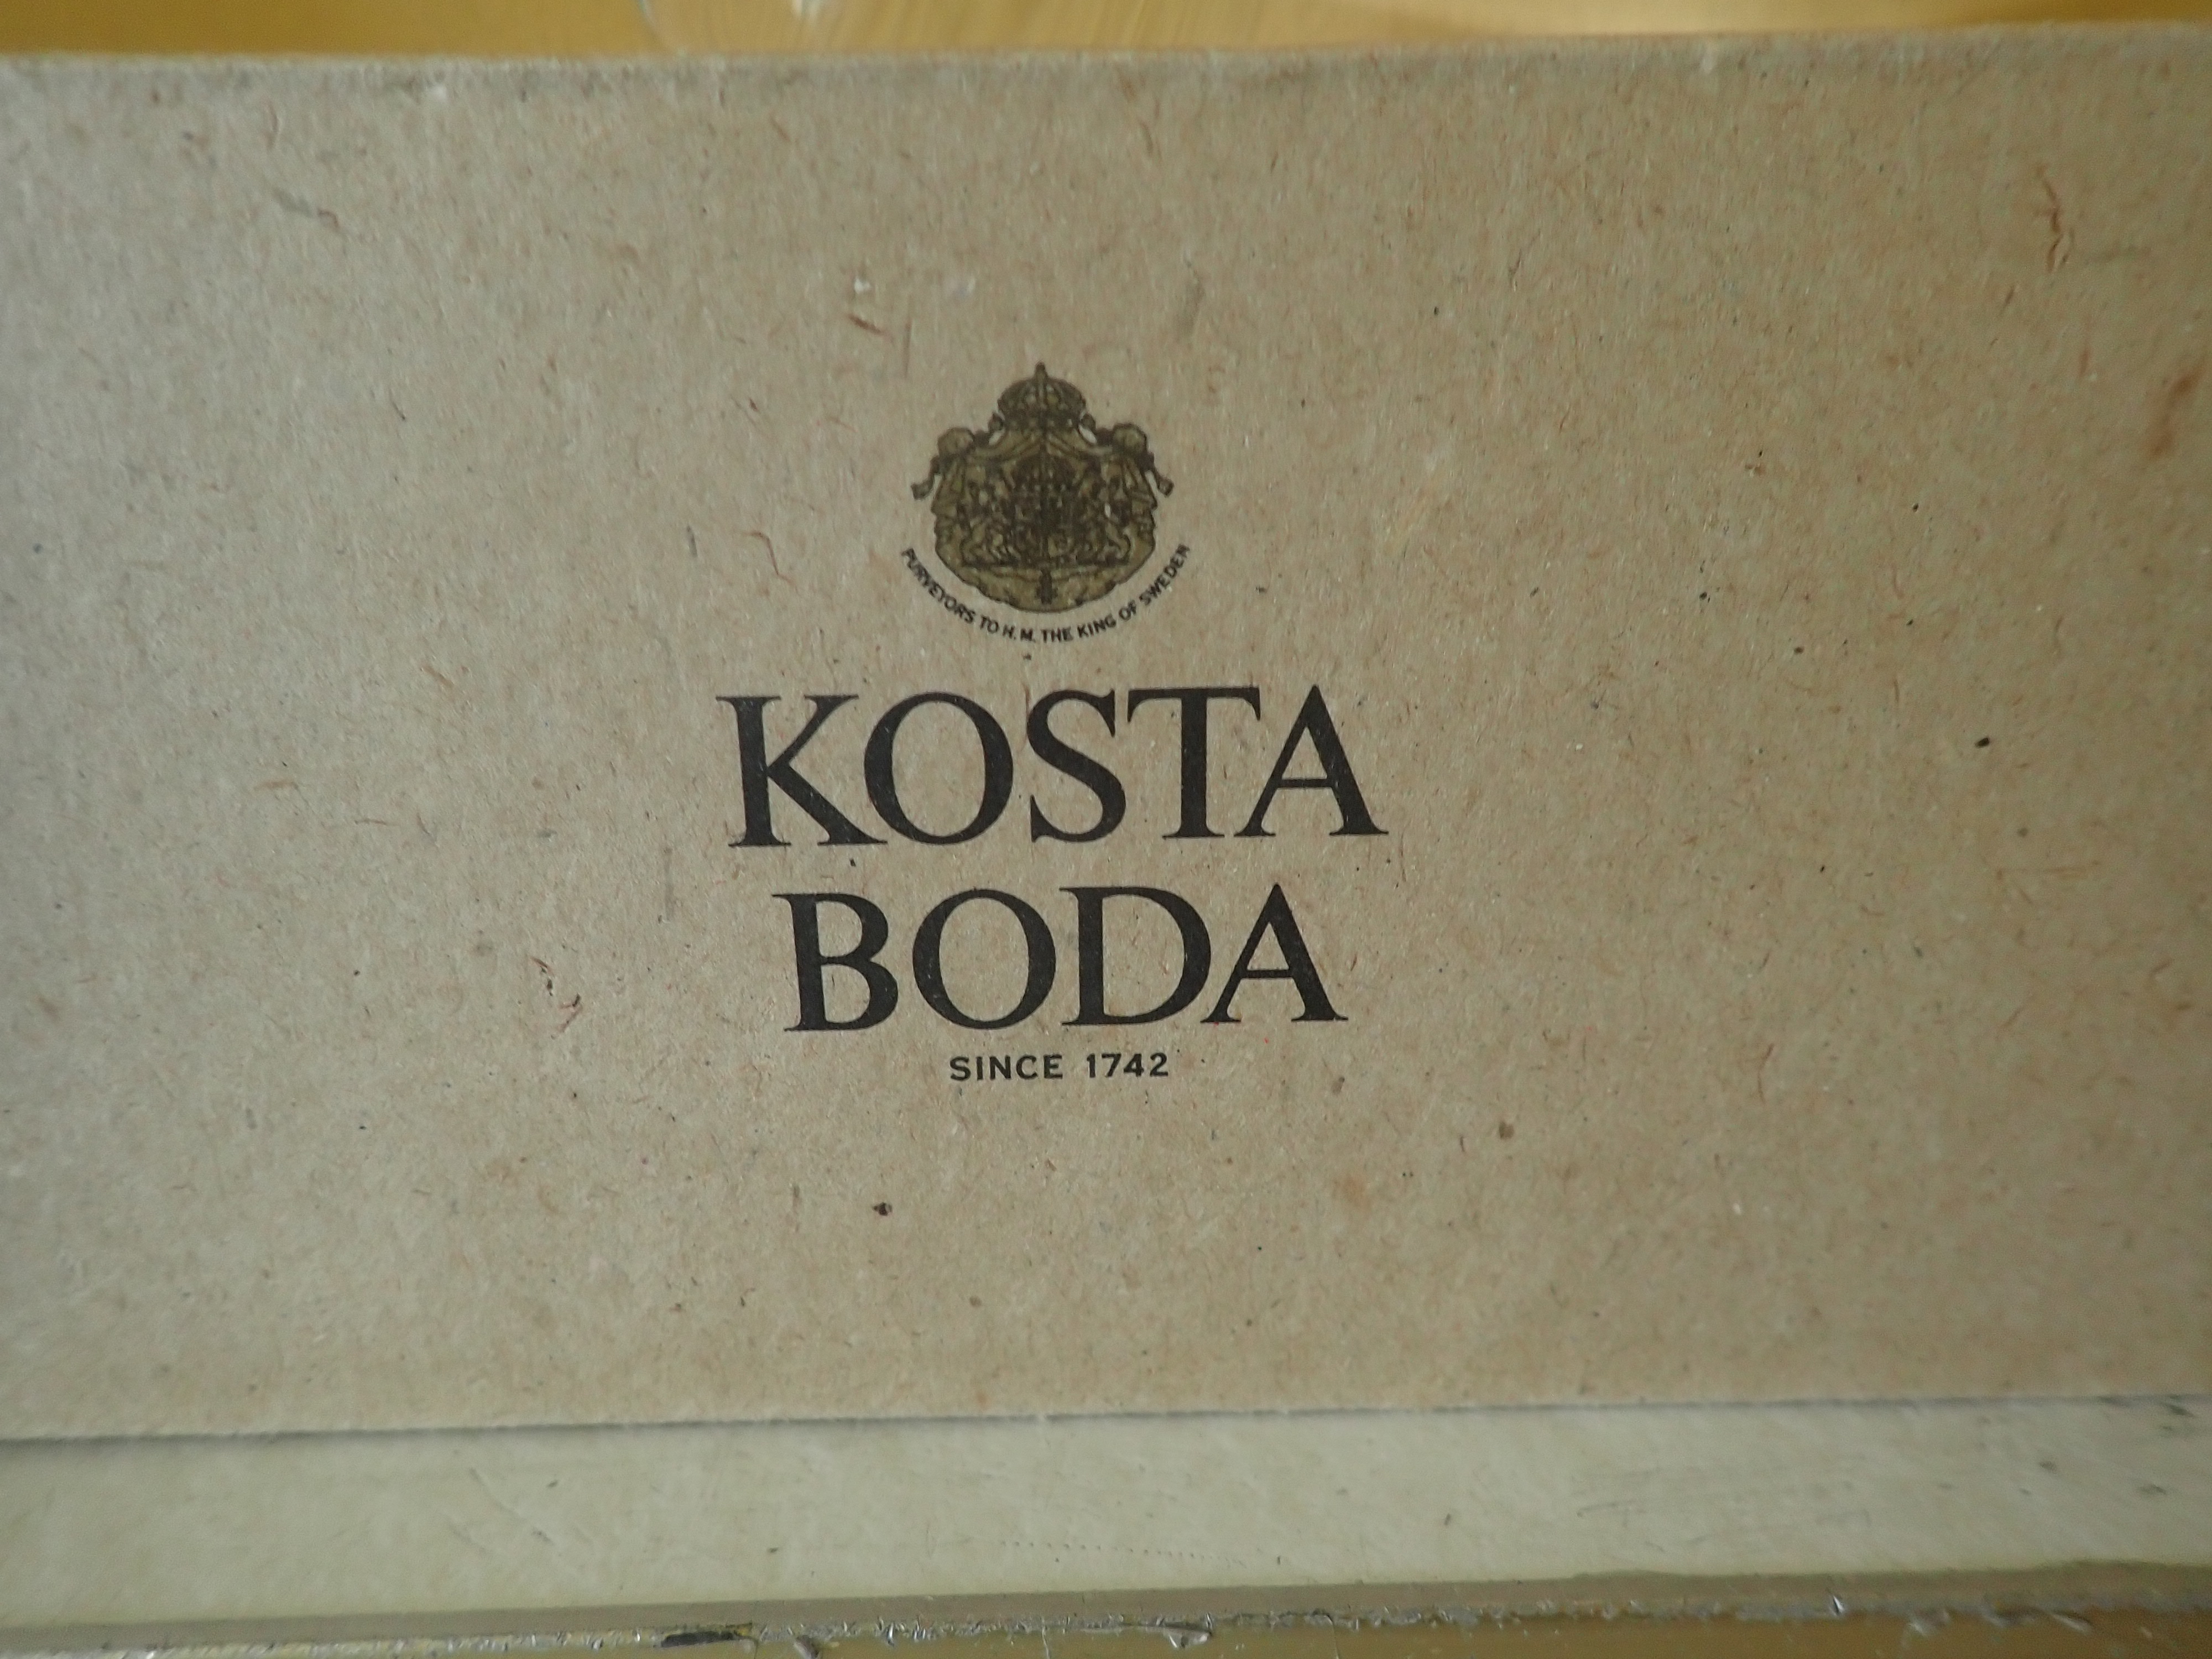 PURVEYORS TO H.M. THE KING OF SWEDEN
KOSTA
BODA
SINCE 1742